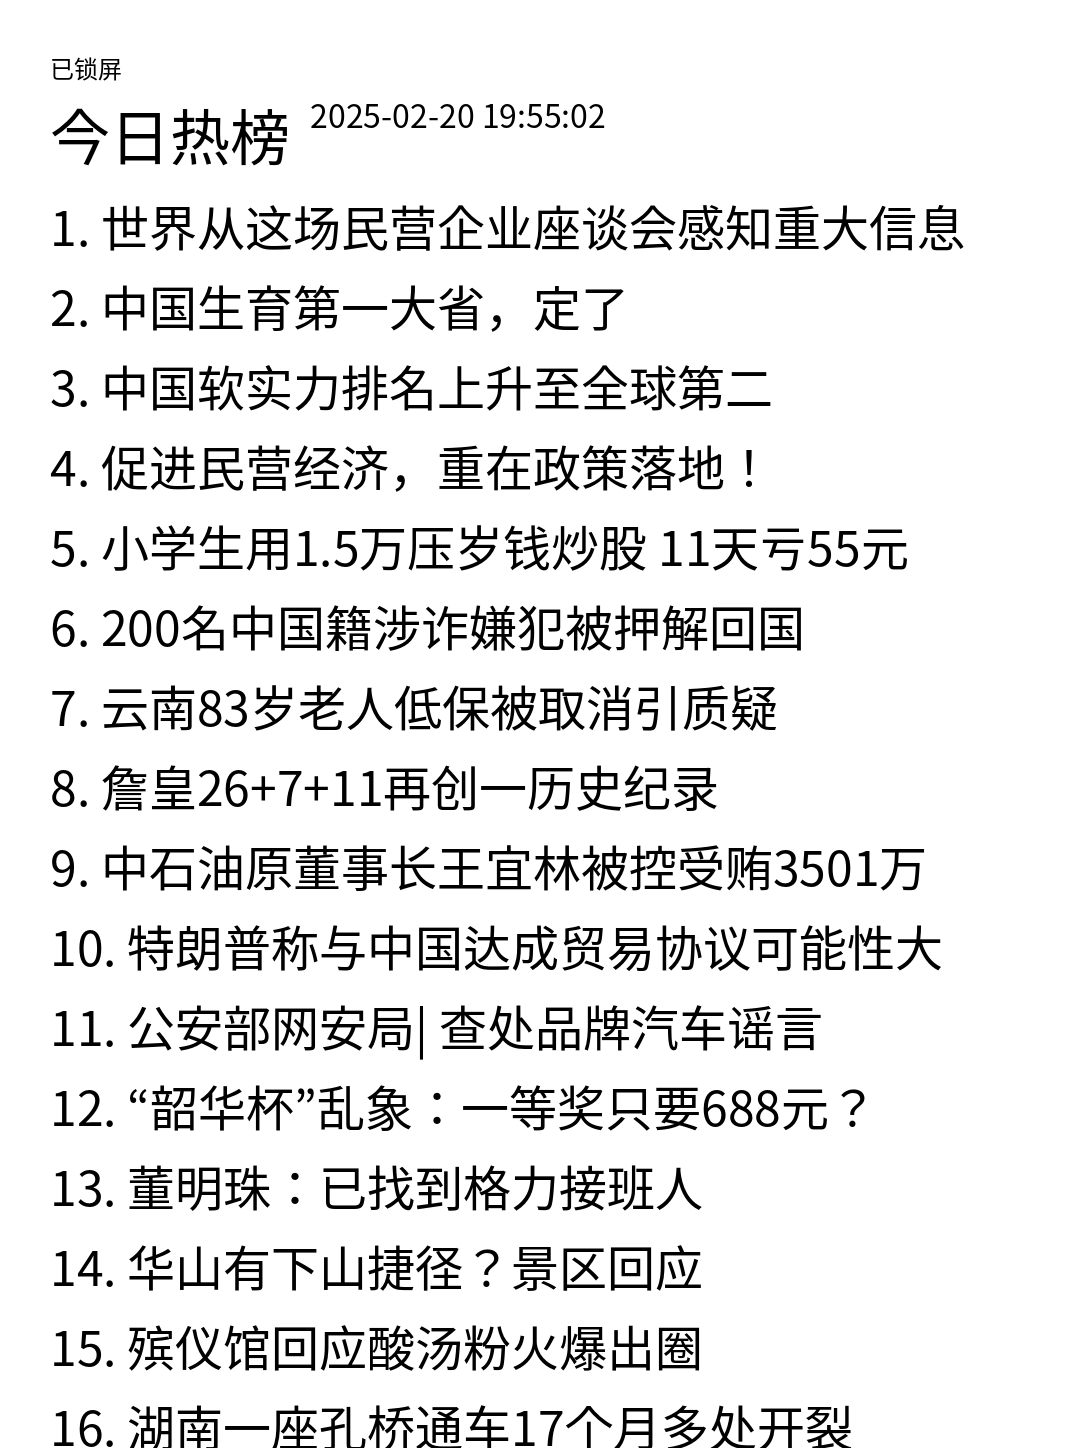 已锁屏
今日热榜 2025-02-20 19:55:02
1. 世界从这场民营企业座谈会感知重大信息
2. 中国生育第一大省，定了
3. 中国软实力排名上升至全球第二
4. 促进民营经济，重在政策落地！
5. 小学生用1.5万压岁钱炒股 11天亏55元
6. 200名中国籍涉诈嫌犯被押解回国
7. 云南83岁老人低保被取消引质疑
8. 詹皇26+7+11再创一历史纪录
9. 中石油原董事长王宜林被控受贿3501万
10. 特朗普称与中国达成贸易协议可能性大
11. 公安部网安局| 查处品牌汽车谣言
12. “韶华杯”乱象：一等奖只要688元？
13. 董明珠：已找到格力接班人
14. 华山有下山捷径？景区回应
15. 殡仪馆回应酸汤粉火爆出圈
16. 湖南一座孔桥通车17个月多处开裂